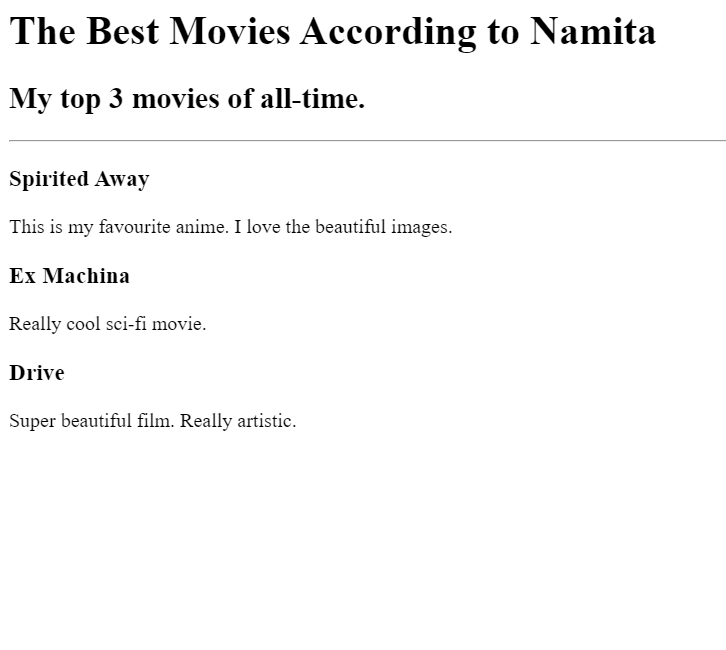 The Best Movies According to Namita
My top 3 movies of all-time.
Spirited Away
This is my favourite anime. I love the beautiful images.
Ex Machina
Really cool sci-fi movie.
Drive
Super beautiful film. Really artistic.